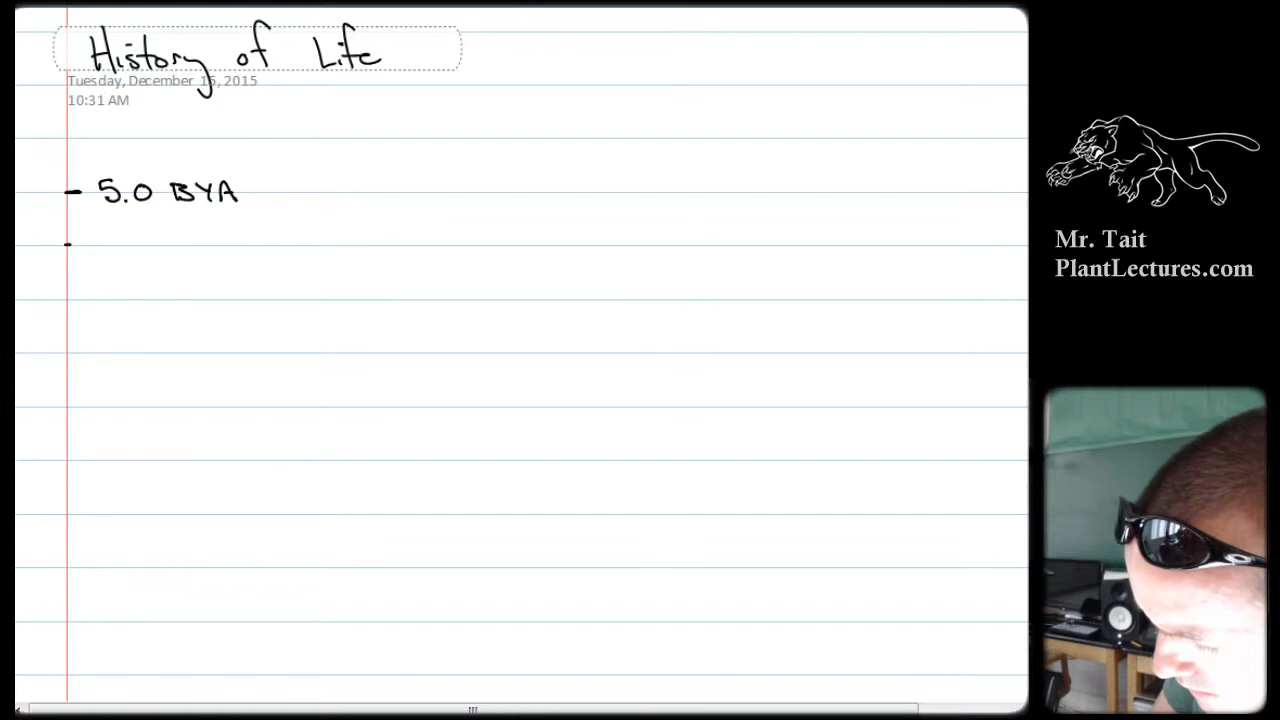 History of Life
Tuesday, December 15, 2015
10:31 AM
- 5.0 BYA
-
Mr. Tait
PlantLectures.com